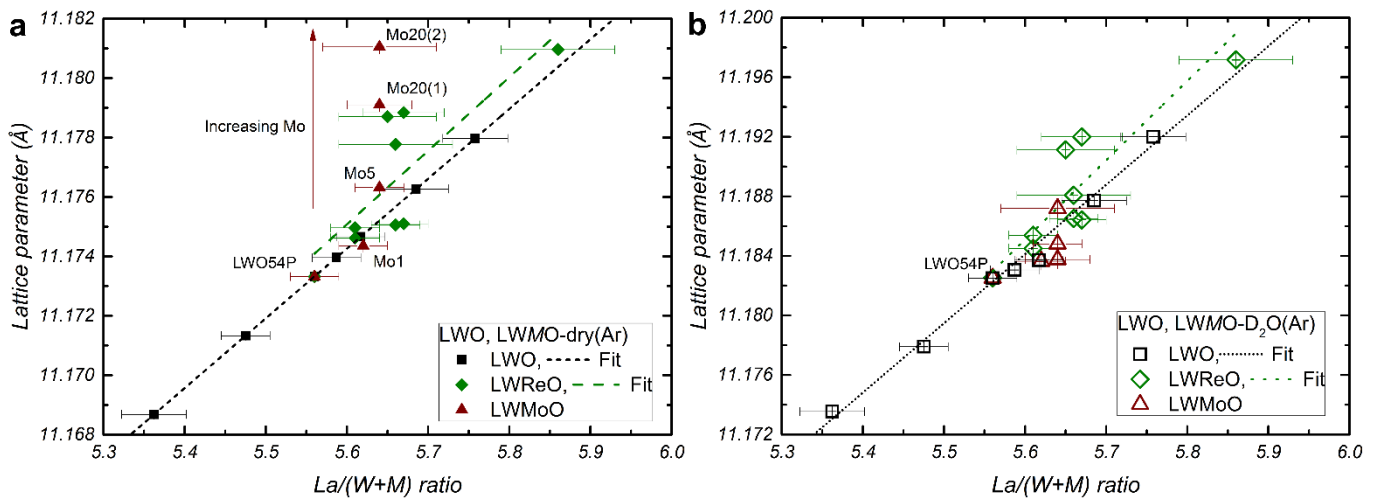 a
Lattice parameter (Å)
11.182
11.180
11.178
11.176
11.174
11.172
11.170
11.168
Increasing Mo
Mo20(2)
Mo20(1)
Mo5
Mo1
LWO54P
LWO, LWMO-dry(Ar)
LWO, Fit
LWReO, Fit
LWMoO
5.3 5.4 5.5 5.6 5.7 5.8 5.9 6.0
La/(W+M) ratio
b
Lattice parameter (Å)
11.200
11.196
11.192
11.188
11.184
11.180
11.176
11.172
LWO54P
LWO, LWMO-D₂O(Ar)
LWO, Fit
LWReO, Fit
LWMoO
5.3 5.4 5.5 5.6 5.7 5.8 5.9 6.0
La/(W+M) ratio